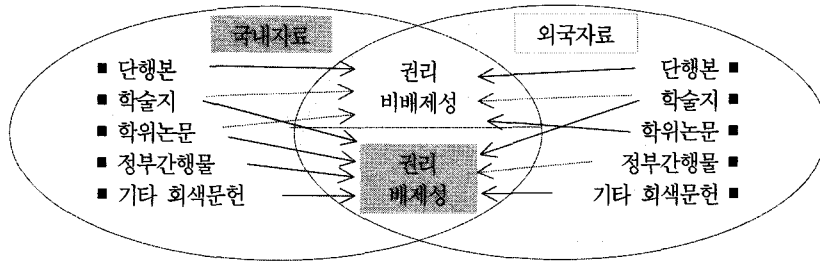 국내자료
외국자료
■ 단행본
■ 학술지
■ 학위논문
■ 정부간행물
■ 기타 회색문헌
권리
비배제성
권리
배제성
단행본 ■
학술지 ■
학위논문 ■
정부간행물 ■
기타 회색문헌 ■